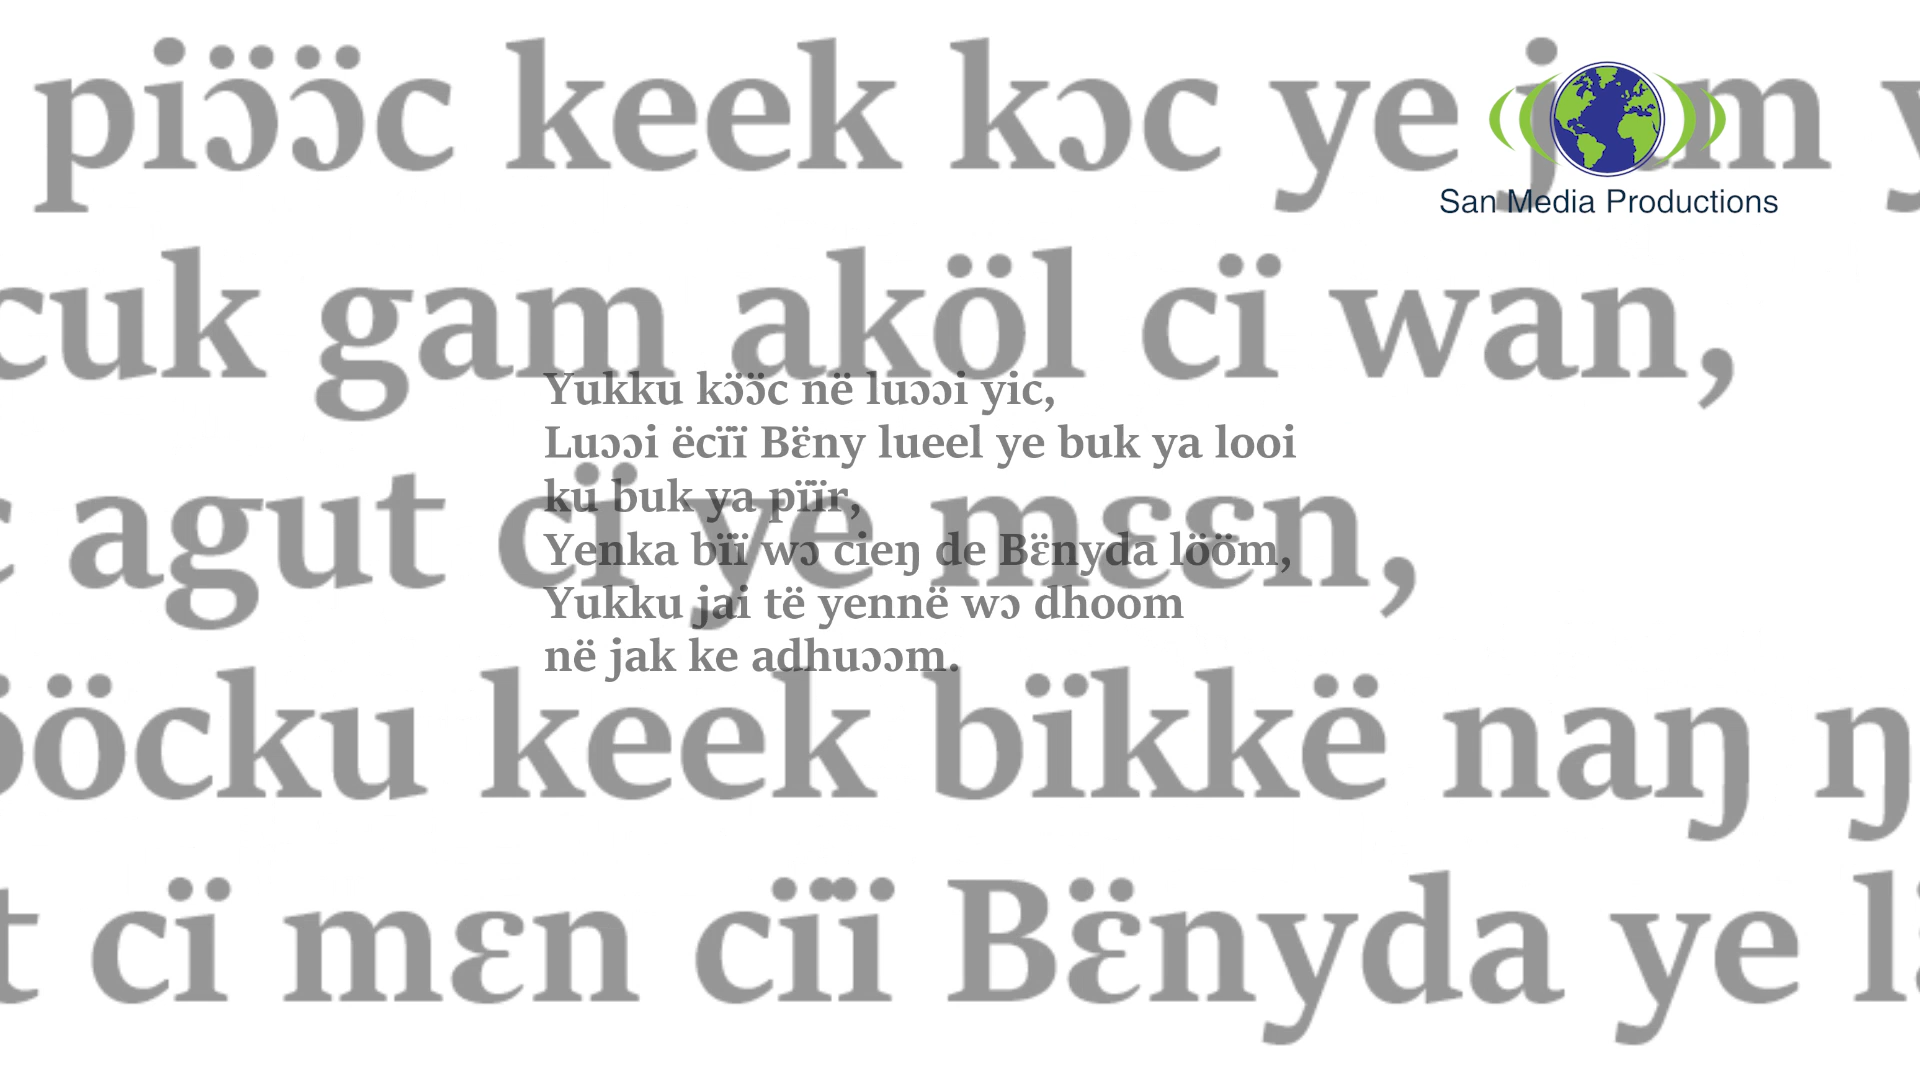 piɔ̈ɔ̈c keek kɔc ye
San Media Productions
cuk gam aköl cï wan,
agut cï ye mɛɛn,
ööcku keek bïkkë naŋ
cï mɛn cïï Bɛ̈nyda ye
Yukku kɔ̈ɔ̈c në luɔɔi yic,
Luɔɔi ëcïï Bɛ̈ny lueel ye buk ya looi
ku buk ya pïïr,
Yenka bïï wɔ cieŋ de Bɛ̈nyda lööm,
Yukku jai të yennë wɔ dhoom
në jak ke adhuɔɔm.